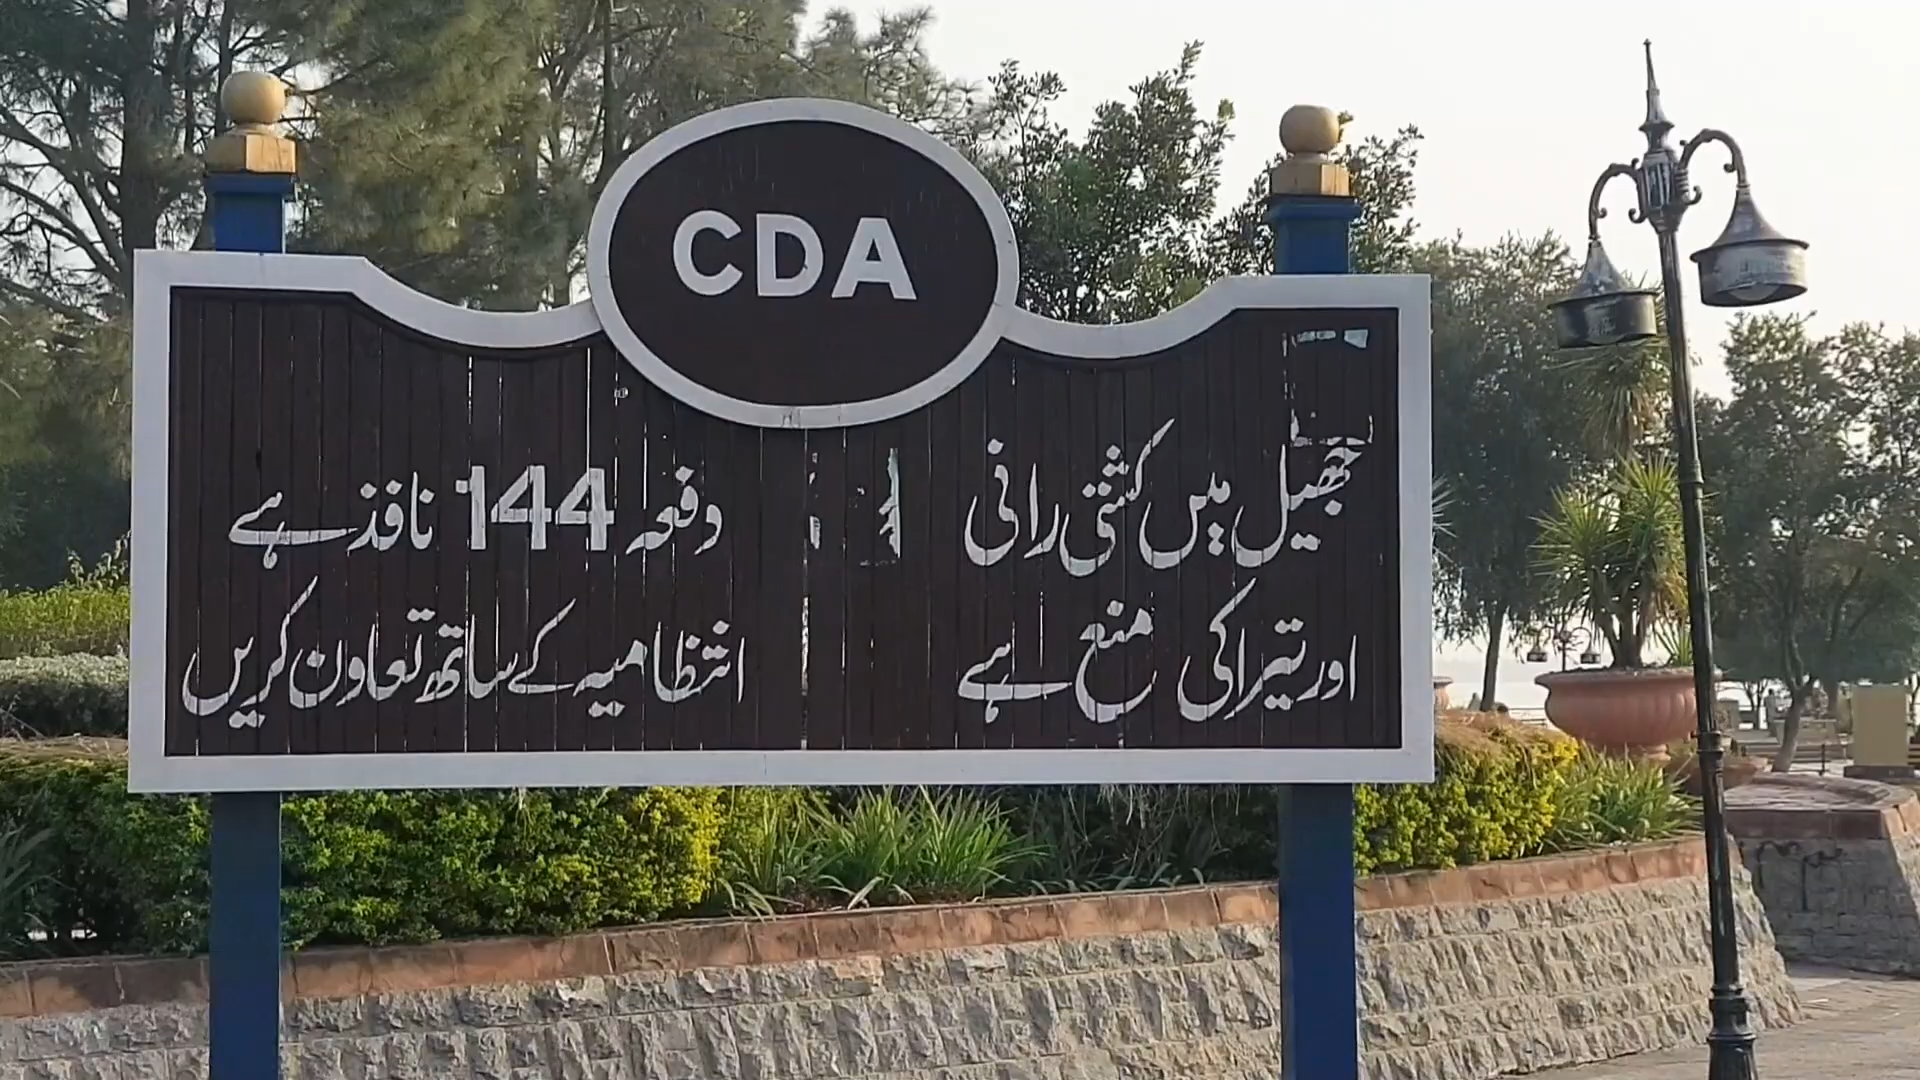 CDA
جھیل میں کشتی رانی
اور تیراکی منع ہے
دفعہ 144 نافذ ہے
انتظامیہ کے ساتھ تعاون کریں